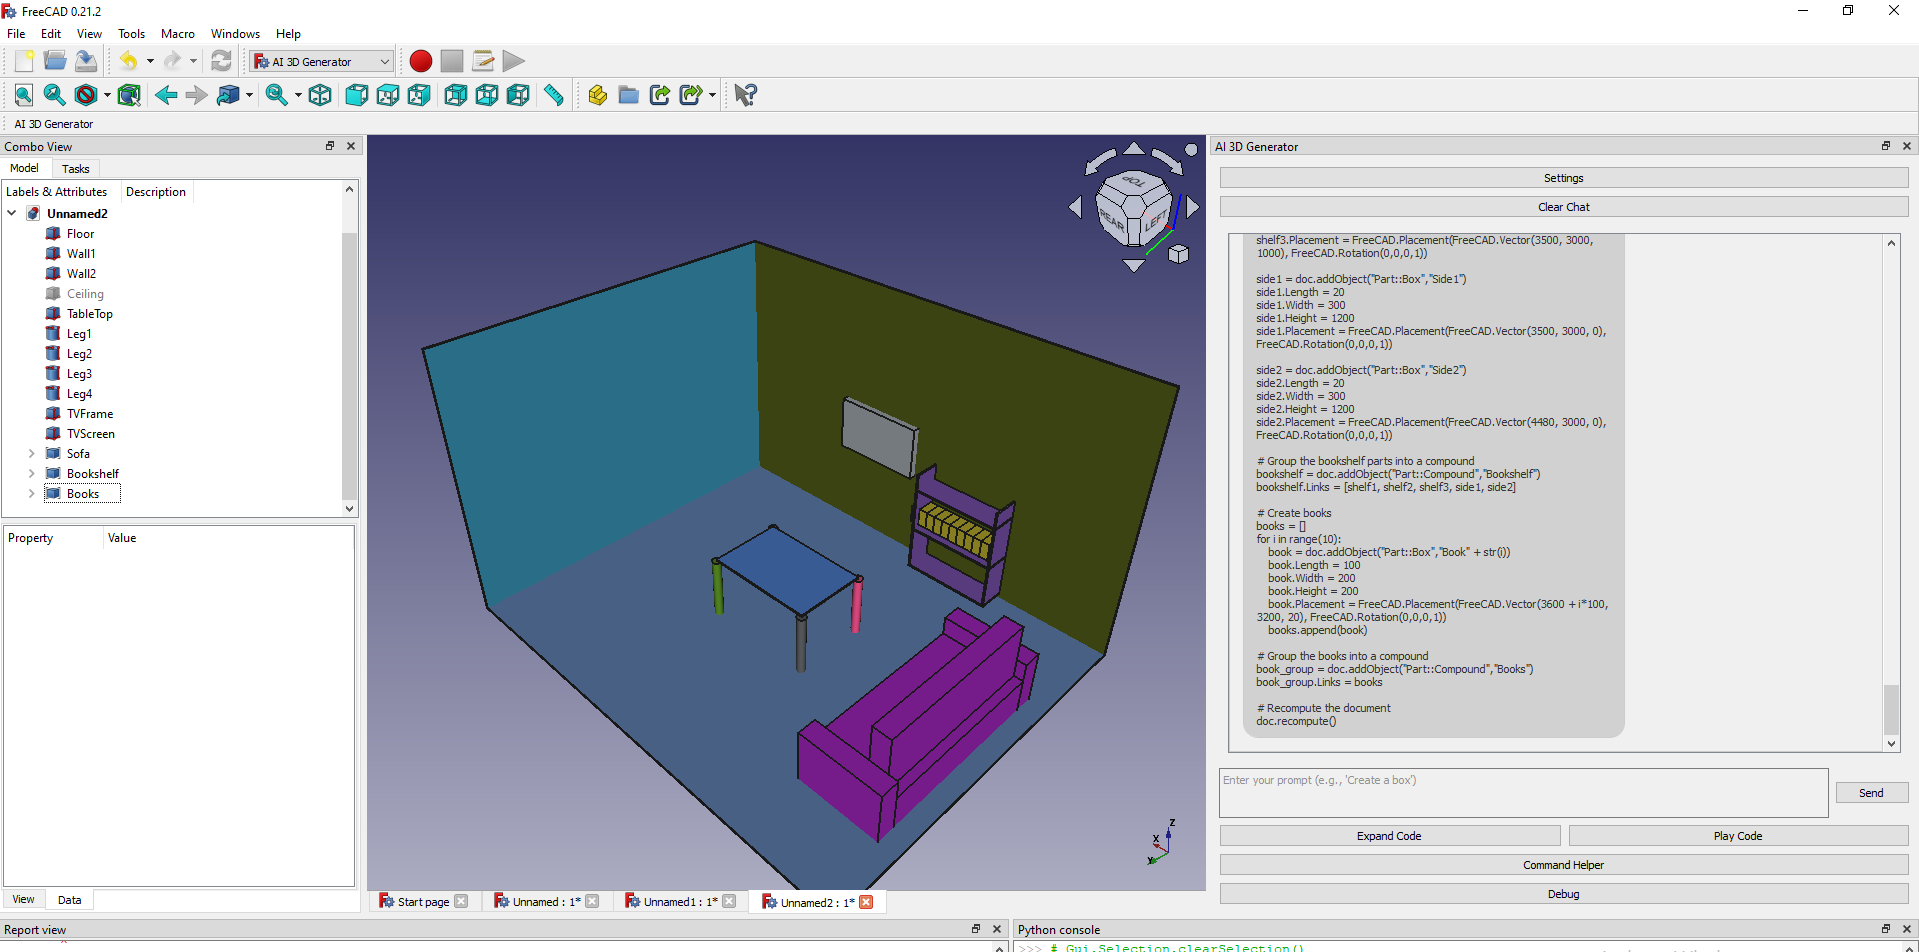 FreeCAD 0.21.2
File Edit View Tools Macro Windows Help
AI 3D Generator
AI 3D Generator
Combo View
Model Tasks
Labels & Attributes Description
Unnamed2
Floor
Wall1
Wall2
Ceiling
TableTop
Leg1
Leg2
Leg3
Leg4
TVFrame
TVScreen
Sofa
Bookshelf
Books
Property Value
View Data
TOP
REAR
LEFT
Z
X
Y
Start page
Unnamed : 1*
Unnamed1 : 1*
Unnamed2 : 1*
AI 3D Generator
Settings
Clear Chat
shelf3.Placement = FreeCAD.Placement(FreeCAD.Vector(3500, 3000,
1000), FreeCAD.Rotation(0,0,0,1))
side1 = doc.addObject("Part::Box","Side1")
side1.Length = 20
side1.Width = 300
side1.Height = 1200
side1.Placement = FreeCAD.Placement(FreeCAD.Vector(3500, 3000, 0),
FreeCAD.Rotation(0,0,0,1))
side2 = doc.addObject("Part::Box","Side2")
side2.Length = 20
side2.Width = 300
side2.Height = 1200
side2.Placement = FreeCAD.Placement(FreeCAD.Vector(4480, 3000, 0),
FreeCAD.Rotation(0,0,0,1))
# Group the bookshelf parts into a compound
bookshelf = doc.addObject("Part::Compound","Bookshelf")
bookshelf.Links = [shelf1, shelf2, shelf3, side1, side2]
# Create books
books = []
for i in range(10):
book = doc.addObject("Part::Box","Book" + str(i))
book.Length = 100
book.Width = 200
book.Height = 200
book.Placement = FreeCAD.Placement(FreeCAD.Vector(3600 + i*100,
3200, 20), FreeCAD.Rotation(0,0,0,1))
books.append(book)
# Group the books into a compound
book_group = doc.addObject("Part::Compound","Books")
book_group.Links = books
# Recompute the document
doc.recompute()
Enter your prompt (e.g., 'Create a box')
Send
Expand Code Play Code
Command Helper
Debug
Report view
Python console
>>> # Gui.Selection.clearSelection()